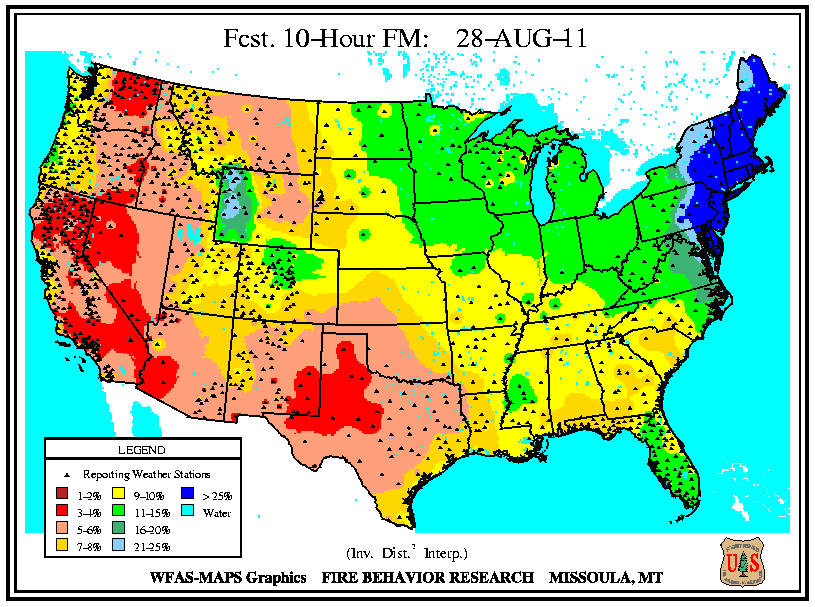 Fcst. 10-Hour FM: 28-AUG-11
LEGEND
Reporting Weather Stations
1-2% 9-10% > 25%
3-4% 11-15% Water
5-6% 16-20%
7-8% 21-25%
(Inv. Dist.² Interp.)
WFAS-MAPS Graphics FIRE BEHAVIOR RESEARCH MISSOULA, MT
US